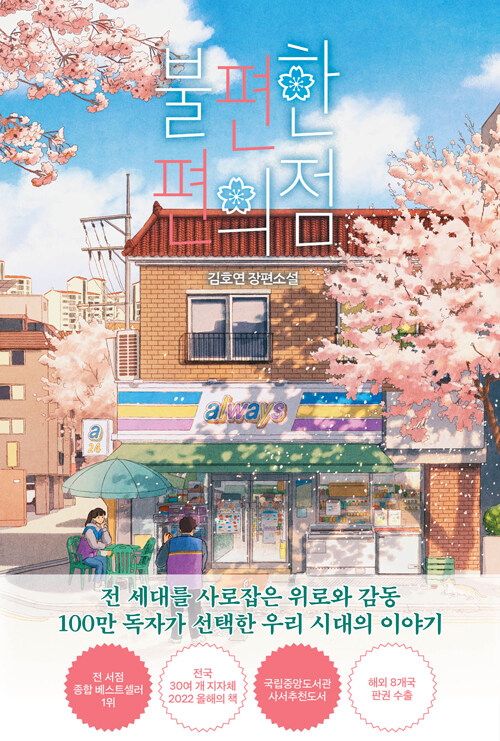 불편한
편의점
김호연 장편소설
always
a
24
전 세대를 사로잡은 위로와 감동
100만 독자가 선택한 우리 시대의 이야기
전 서점
종합 베스트셀러
1위
전국
30여 개 지자체
2022 올해의 책
국립중앙도서관
사서추천도서
해외 8개국
판권 수출